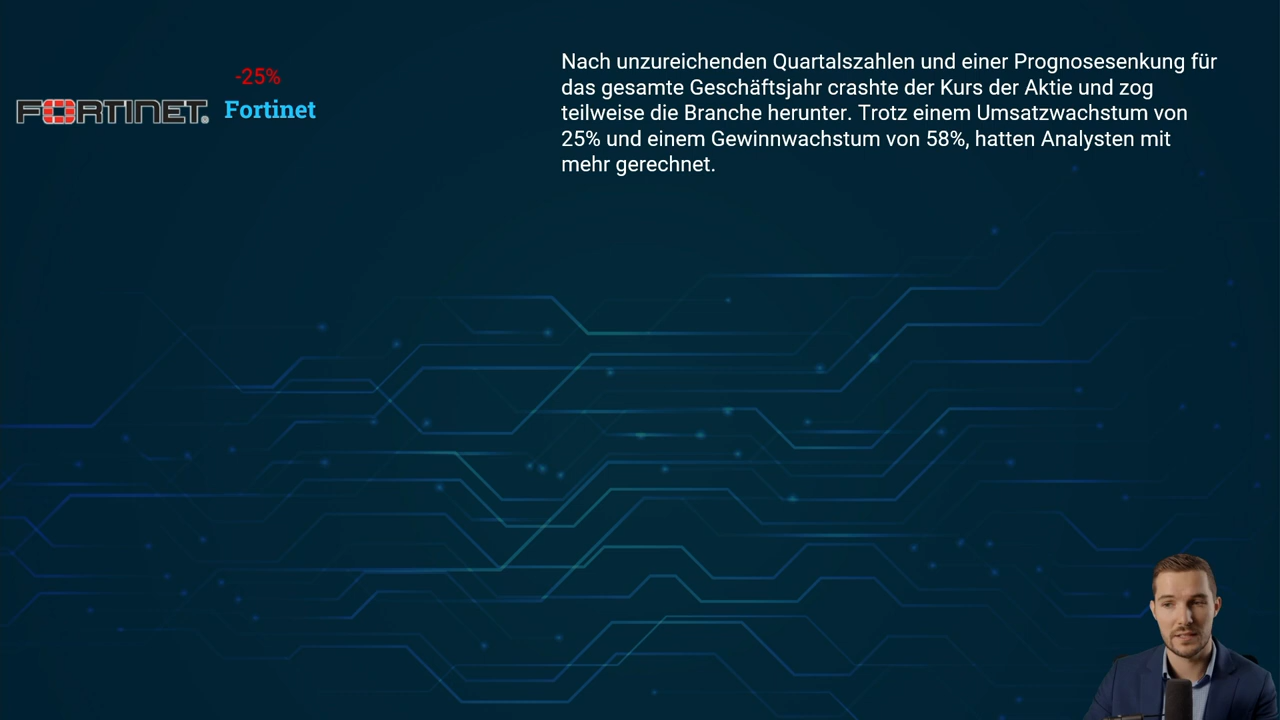 -25%
FORTINET.
Fortinet
Nach unzureichenden Quartalszahlen und einer Prognosesenkung für
das gesamte Geschäftsjahr crashte der Kurs der Aktie und zog
teilweise die Branche herunter. Trotz einem Umsatzwachstum von
25% und einem Gewinnwachstum von 58%, hatten Analysten mit
mehr gerechnet.